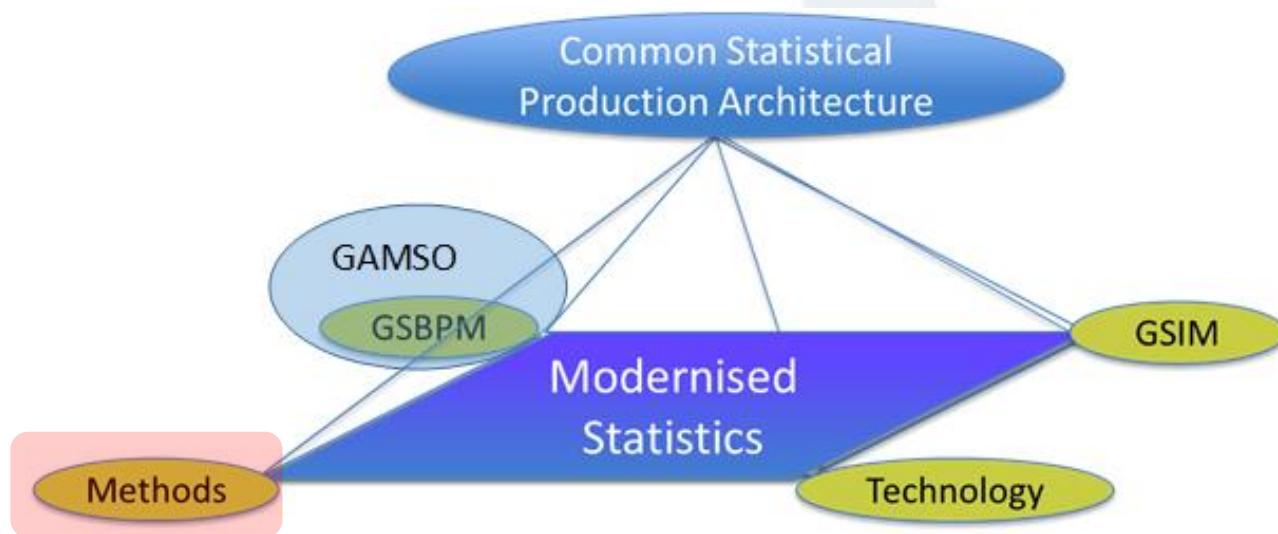 Common Statistical
Production Architecture
GAMSO
GSBPM
GSIM
Modernised
Statistics
Methods
Technology